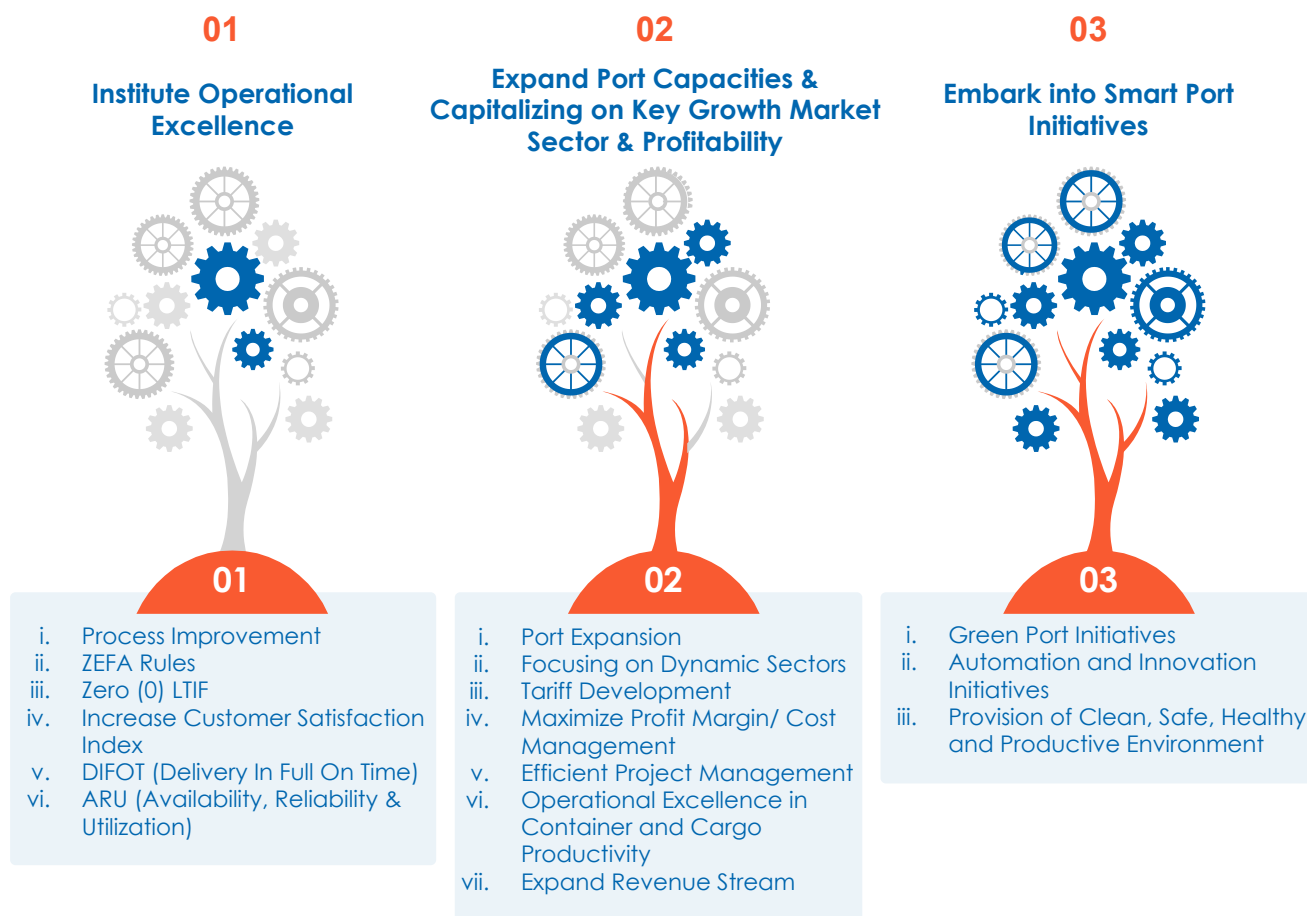 01
Institute Operational
Excellence
01
i. Process Improvement
ii. ZEFA Rules
iii. Zero (0) LTIF
iv. Increase Customer Satisfaction
Index
v. DIFOT (Delivery In Full On Time)
vi. ARU (Availability, Reliability &
Utilization)
02
Expand Port Capacities &
Capitalizing on Key Growth Market
Sector & Profitability
02
i. Port Expansion
ii. Focusing on Dynamic Sectors
iii. Tariff Development
iv. Maximize Profit Margin/ Cost
Management
v. Efficient Project Management
vi. Operational Excellence in
Container and Cargo
Productivity
vii. Expand Revenue Stream
03
Embark into Smart Port
Initiatives
03
i. Green Port Initiatives
ii. Automation and Innovation
Initiatives
iii. Provision of Clean, Safe, Healthy
and Productive Environment